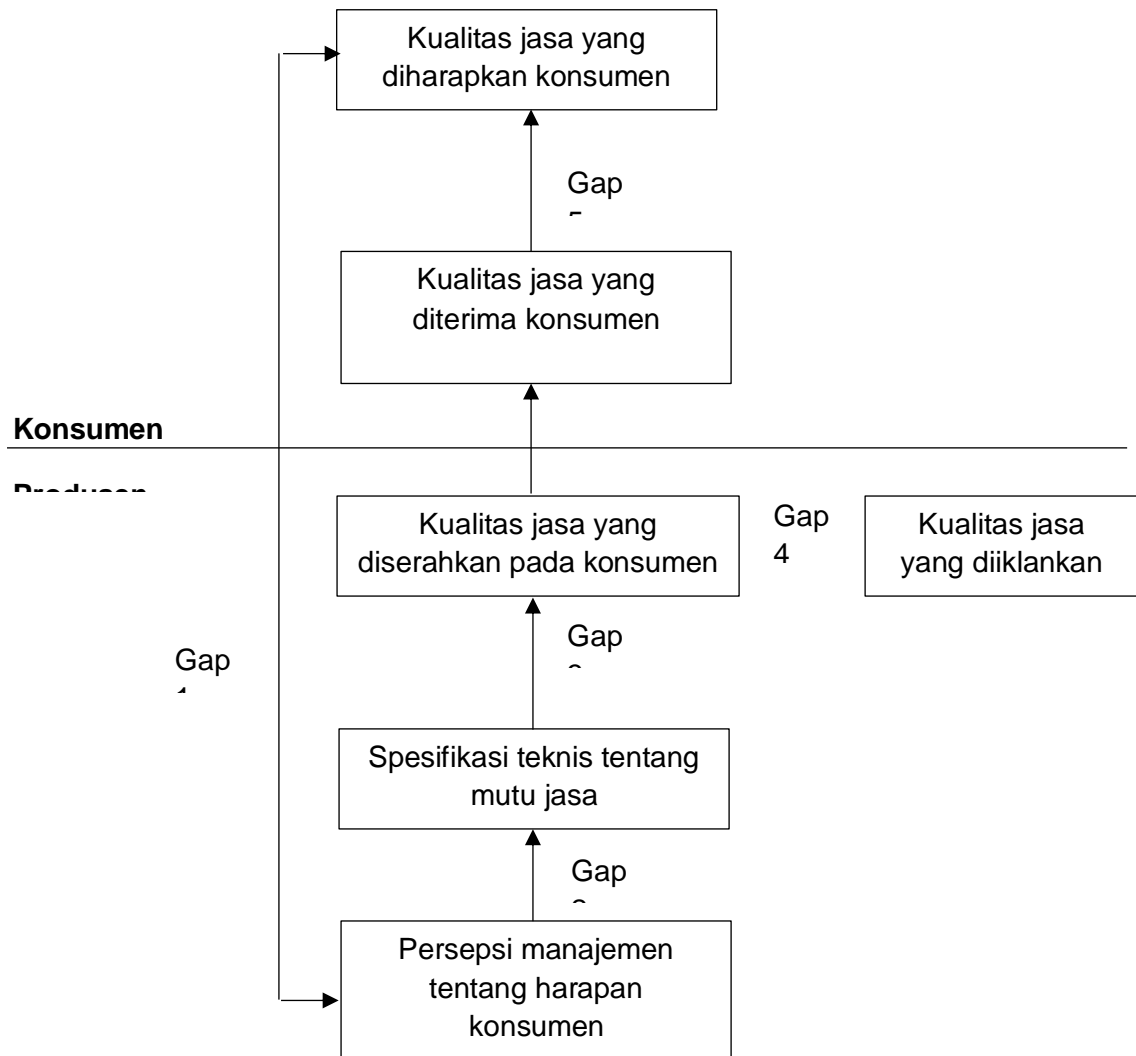 Kualitas jasa yang
diharapkan konsumen
Gap
Kualitas jasa yang
diterima konsumen
Konsumen
Kualitas jasa yang
diserahkan pada konsumen
Gap
4
Kualitas jasa
yang diiklankan
Gap
Gap
Spesifikasi teknis tentang
mutu jasa
Gap
Persepsi manajemen
tentang harapan
konsumen